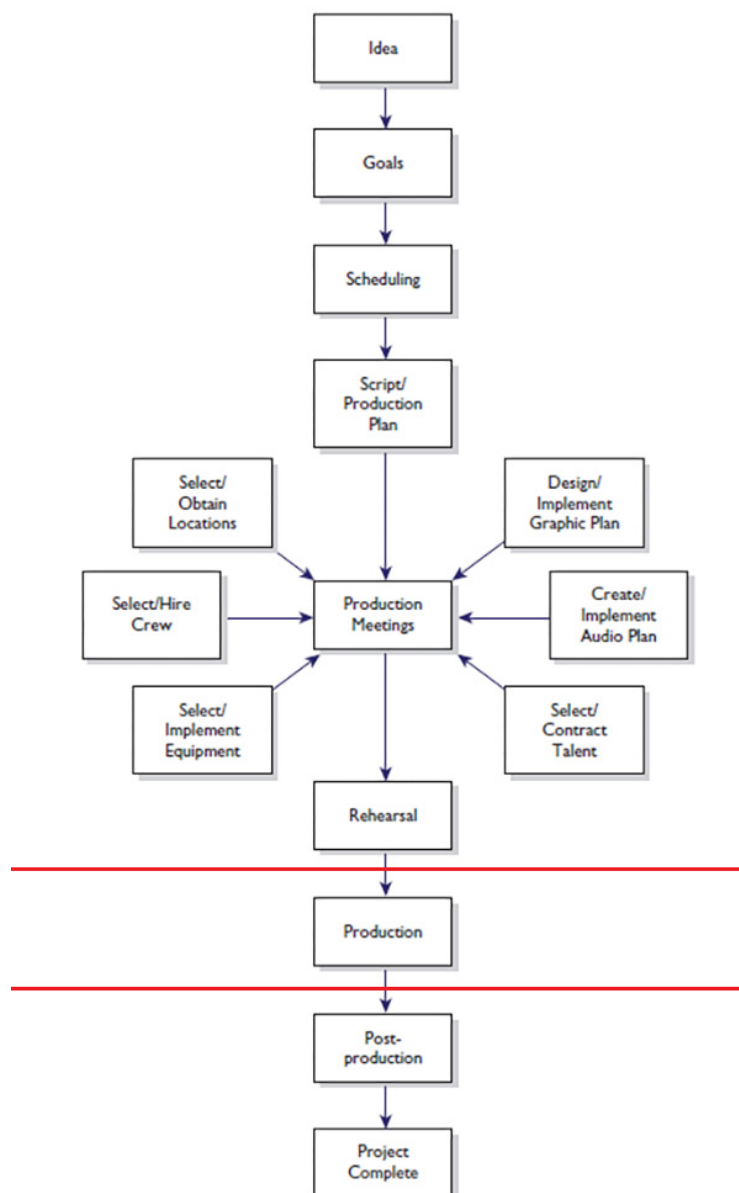 Idea
Goals
Scheduling
Script/
Production
Plan
Select/
Obtain
Locations
Design/
Implement
Graphic Plan
Select/Hire
Crew
Production
Meetings
Create/
Implement
Audio Plan
Select/
Implement
Equipment
Select/
Contract
Talent
Rehearsal
Production
Post-
production
Project
Complete